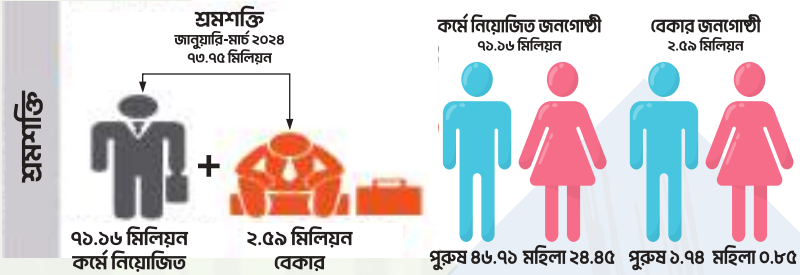 শ্রমশক্তি
শ্রমশক্তি
জানুয়ারি-মার্চ ২০২৪
৭৩.৭৫ মিলিয়ন
+
৭১.১৬ মিলিয়ন
কর্মে নিয়োজিত
২.৫৯ মিলিয়ন
বেকার
কর্মে নিয়োজিত জনগোষ্ঠী
৭১.১৬ মিলিয়ন
পুরুষ ৪৬.৭১ মহিলা ২৪.৪৫
বেকার জনগোষ্ঠী
২.৫৯ মিলিয়ন
পুরুষ ১.৭৪ মহিলা ০.৮৫